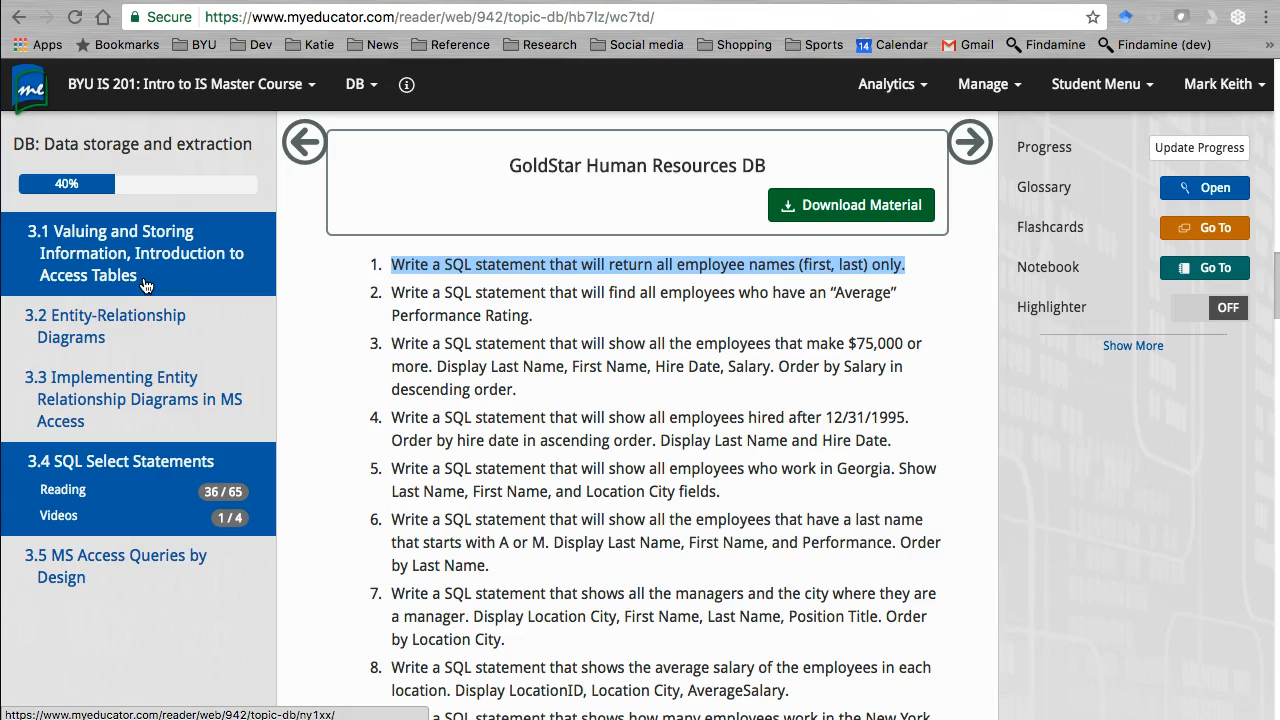 Secure
https://www.myeducator.com/reader/web/942/topic-db/hb7lz/wc7td/
Apps Bookmarks BYU Dev Katie News Reference Research Social media Shopping Sports 14 Calendar Gmail Findamine Findamine (dev) »
me BYU IS 201: Intro to IS Master Course DB Analytics Manage Student Menu Mark Keith
DB: Data storage and extraction
40%
3.1 Valuing and Storing
Information, Introduction to
Access Tables
3.2 Entity-Relationship
Diagrams
3.3 Implementing Entity
Relationship Diagrams in MS
Access
3.4 SQL Select Statements
Reading 36 / 65
Videos 1 / 4
3.5 MS Access Queries by
Design
GoldStar Human Resources DB
Download Material
1. Write a SQL statement that will return all employee names (first, last) only.
2. Write a SQL statement that will find all employees who have an “Average”
Performance Rating.
3. Write a SQL statement that will show all the employees that make $75,000 or
more. Display Last Name, First Name, Hire Date, Salary. Order by Salary in
descending order.
4. Write a SQL statement that will show all employees hired after 12/31/1995.
Order by hire date in ascending order. Display Last Name and Hire Date.
5. Write a SQL statement that will show all employees who work in Georgia. Show
Last Name, First Name, and Location City fields.
6. Write a SQL statement that will show all the employees that have a last name
that starts with A or M. Display Last Name, First Name, and Performance. Order
by Last Name.
7. Write a SQL statement that shows all the managers and the city where they are
a manager. Display Location City, First Name, Last Name, Position Title. Order
by Location City.
8. Write a SQL statement that shows the average salary of the employees in each
location. Display LocationID, Location City, AverageSalary.
a SQL statement that shows how many employees work in the New York
Progress Update Progress
Glossary Open
Flashcards Go To
Notebook Go To
Highlighter OFF
Show More
https://www.myeducator.com/reader/web/942/topic-db/ny1xx/